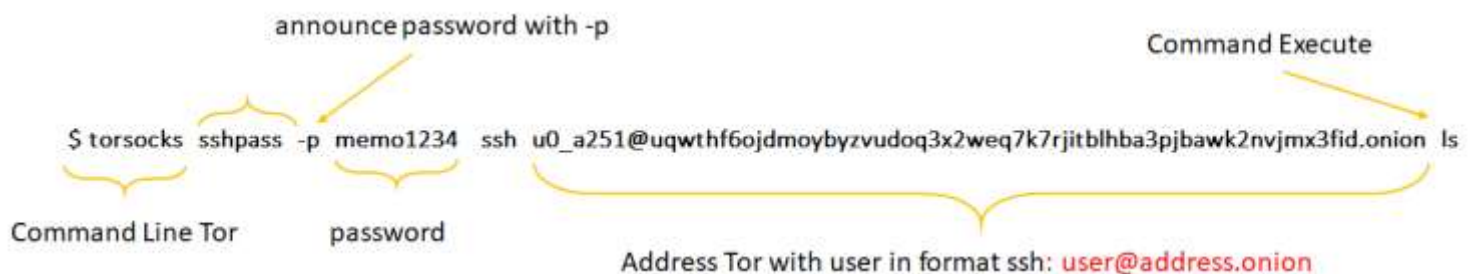 announce password with -p
Command Execute
$ torsocks sshpass -p memo1234 ssh u0_a251@uqwthf6ojdmoybyzvudoq3x2weq7k7rjitblhba3pjbawk2nvjmx3fid.onion ls
Command Line Tor
password
Address Tor with user in format ssh: user@address.onion